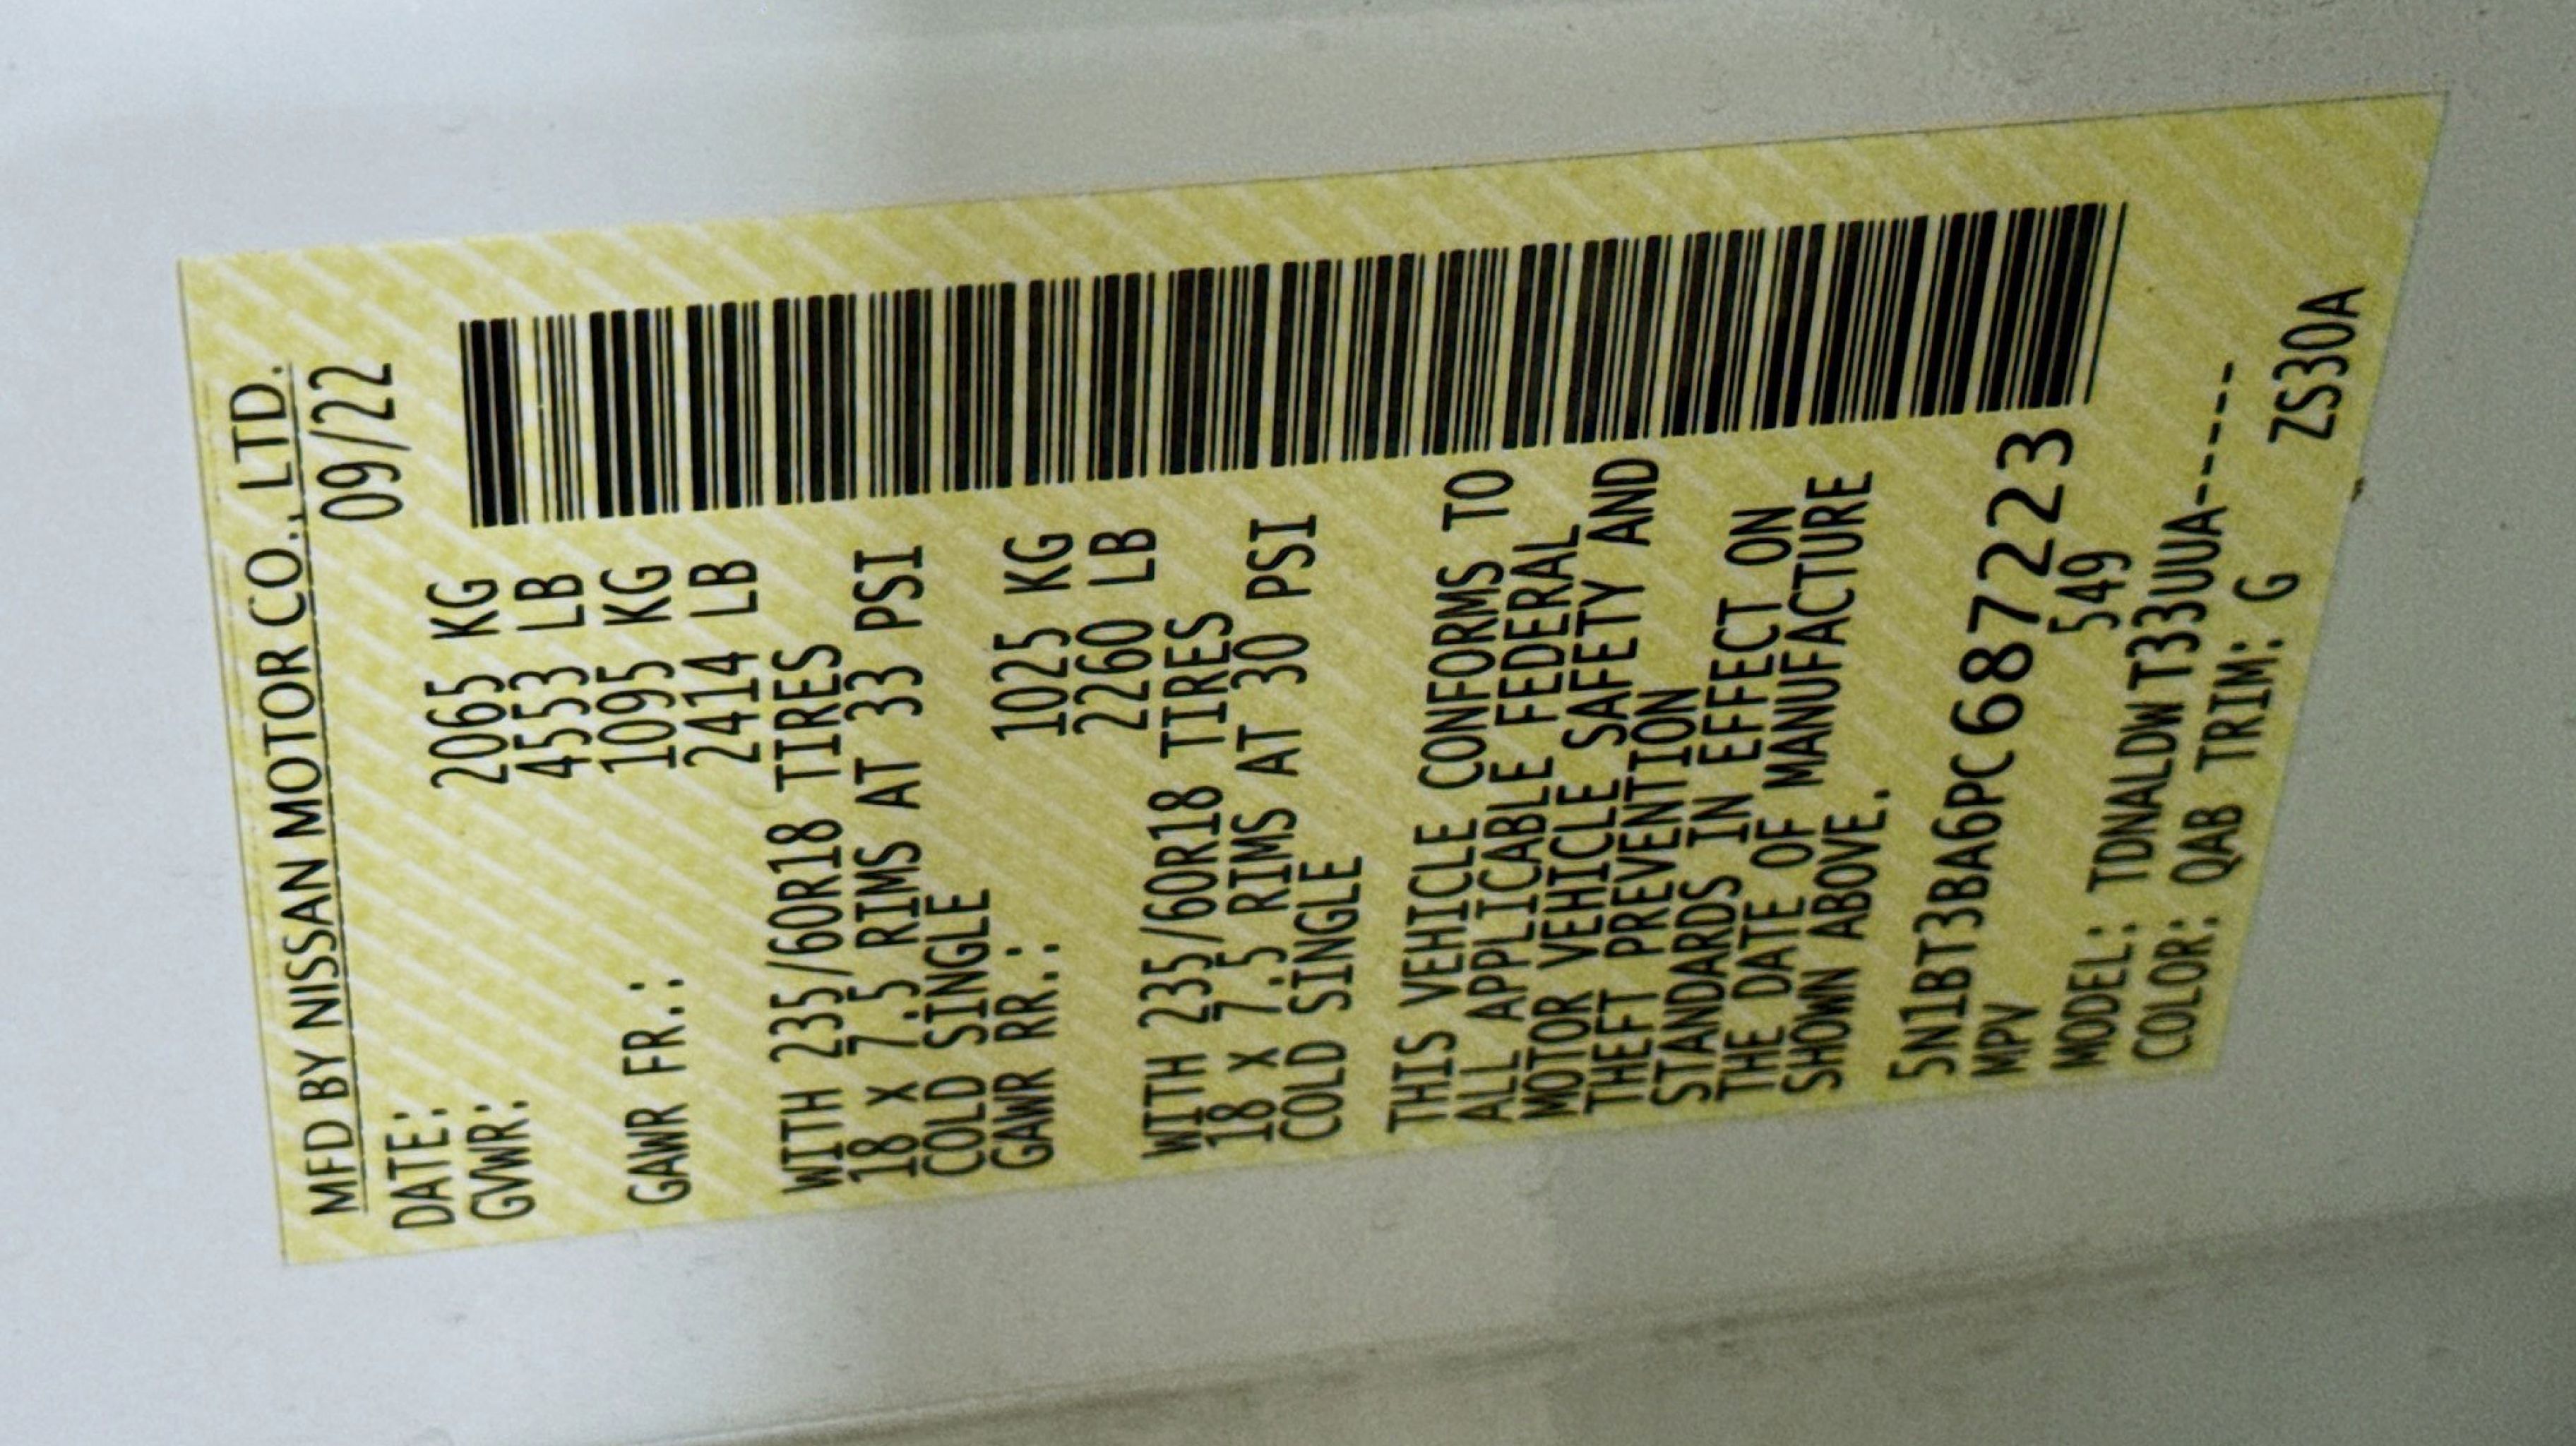 MFD BY NISSAN MOTOR CO., LTD.
DATE: 09/22
GVWR: 2065 KG
4553 LB
GAWR FR.: 1095 KG
2414 LB
WITH 235/60R18 TIRES
18 X 7.5 RIMS AT 33 PSI
COLD SINGLE
GAWR RR.: 1025 KG
2260 LB
WITH 235/60R18 TIRES
18 X 7.5 RIMS AT 30 PSI
COLD SINGLE
THIS VEHICLE CONFORMS TO
ALL APPLICABLE FEDERAL
MOTOR VEHICLE SAFETY AND
THEFT PREVENTION
STANDARDS IN EFFECT ON
THE DATE OF MANUFACTURE
SHOWN ABOVE.
5N1BT3BA6PC687223
MPV 549
MODEL: TDNALDWT33UUA------
COLOR: QAB TRIM: G ZS30A